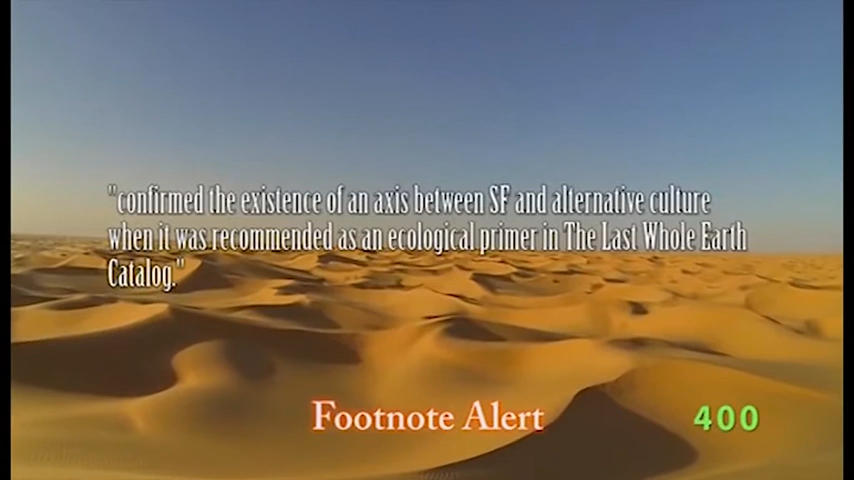 "confirmed the existence of an axis between SF and alternative culture
when it was recommended as an ecological primer in The Last Whole Earth
Catalog."
Footnote Alert
400